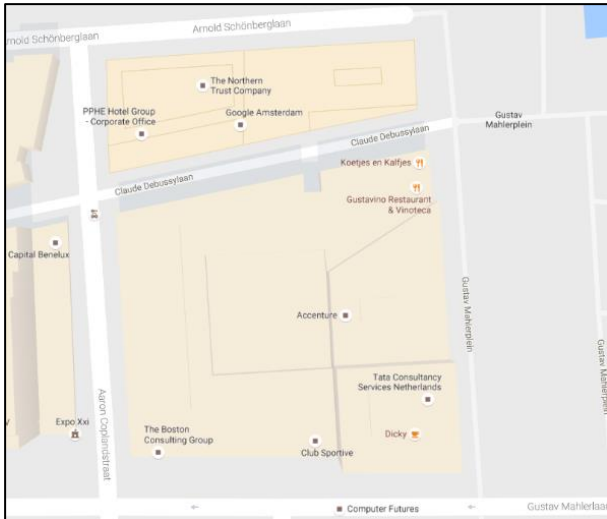 Arnold Schönberglaan
Arnold Schönberglaan
The Northern
Trust Company
PPHE Hotel Group
- Corporate Office
Google Amsterdam
Gustav
Mahlerplein
Claude Debussylaan
Koetjes en Kalfjes
Claude Debussylaan
Gustavino Restaurant
& Vinoteca
Capital Benelux
Gustav Mahlerplein
Accenture
Gustav Mahlerplein
Tata Consultancy
Services Netherlands
Aaron Coplandstraat
Expo Xxi
The Boston
Consulting Group
Dicky
Club Sportive
Computer Futures
Gustav Mahlerlaan